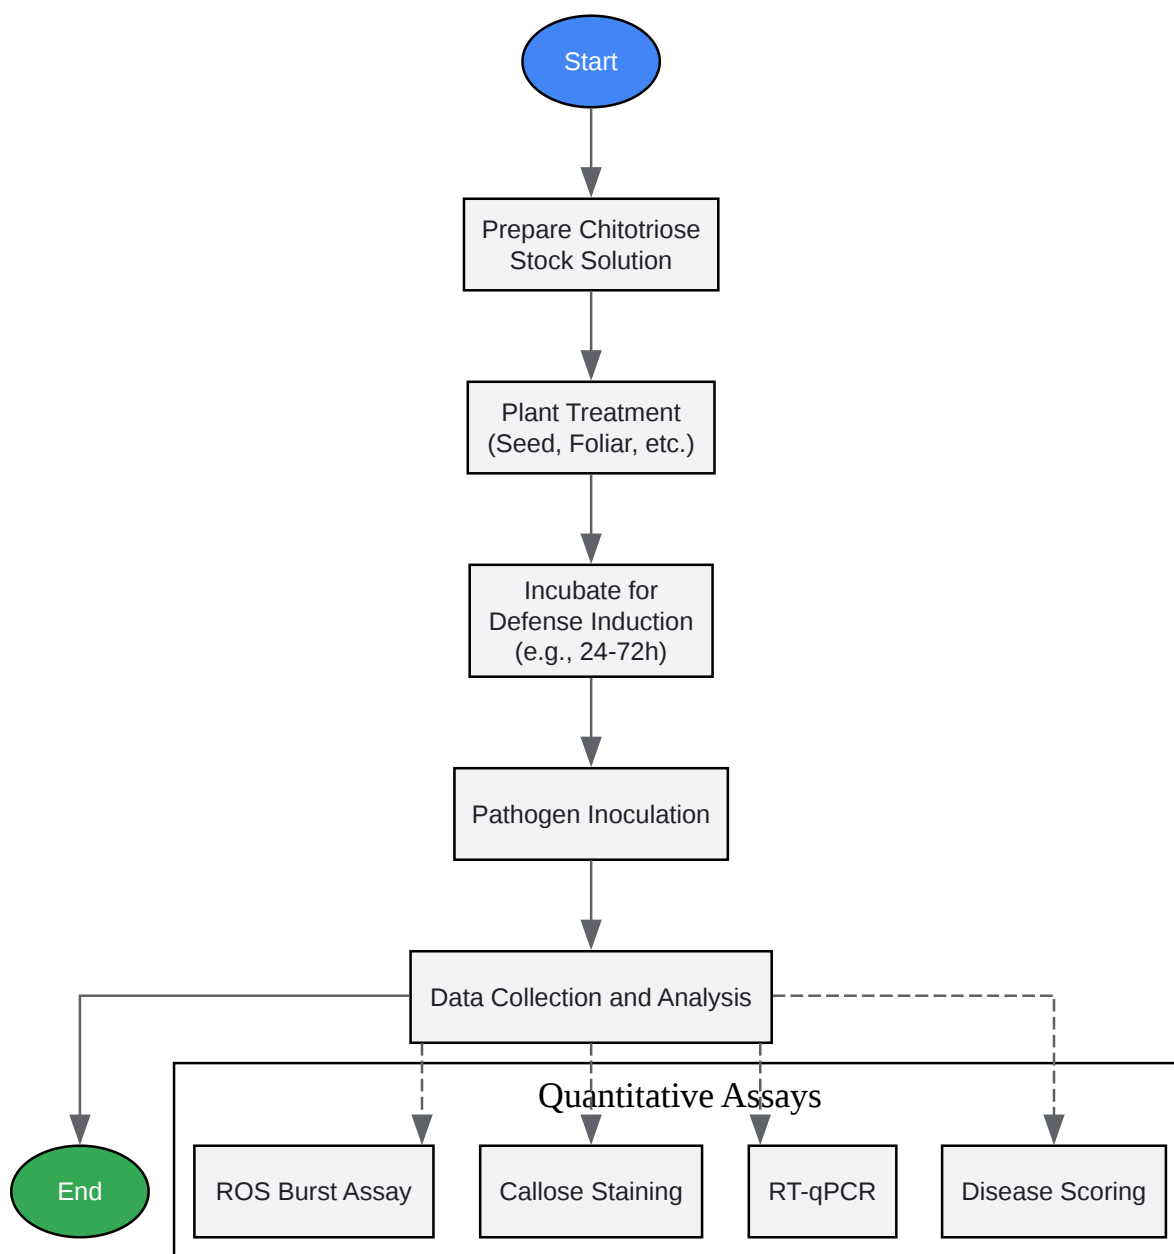 Start
Prepare Chitotriose
Stock Solution
Plant Treatment
(Seed, Foliar, etc.)
Incubate for
Defense Induction
(e.g., 24-72h)
Pathogen Inoculation
Data Collection and Analysis
Quantitative Assays
End
ROS Burst Assay
Callose Staining
RT-qPCR
Disease Scoring